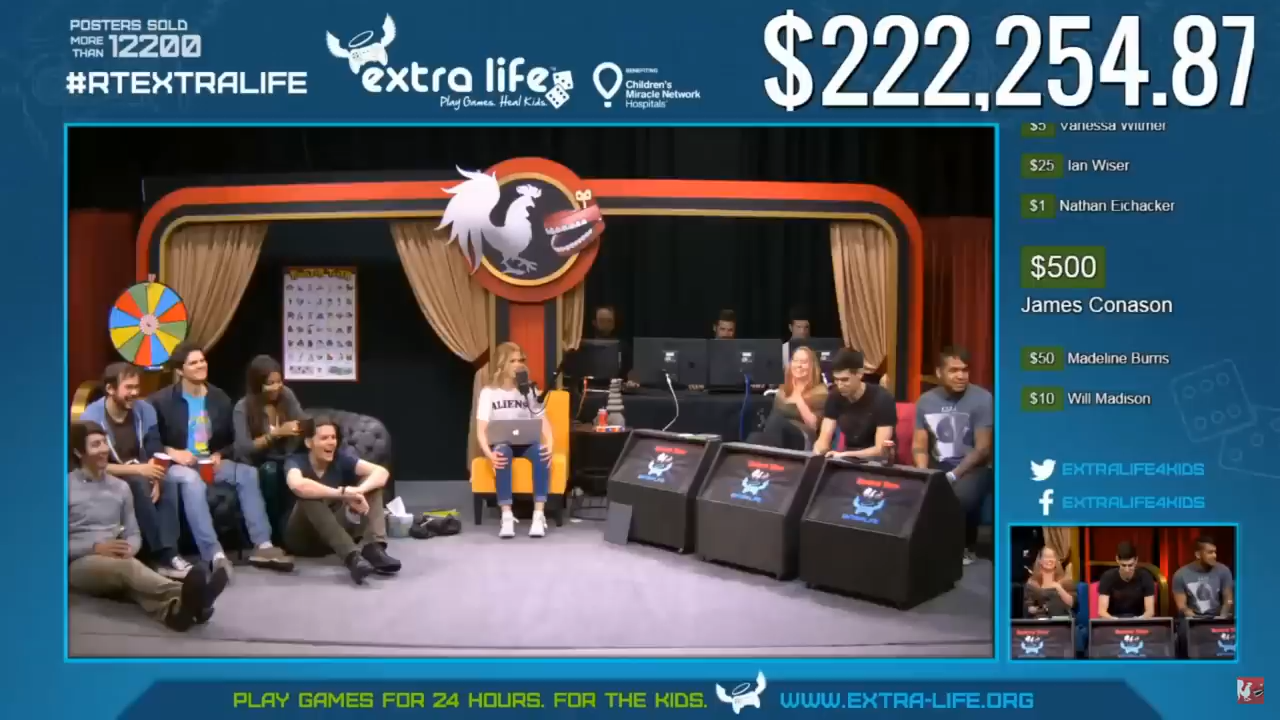 POSTERS SOLD
MORE THAN 12200
#RTEXTRALIFE
extra life
Play Games. Heal Kids.
BENEFITING
Children's
Miracle Network
Hospitals
$222,254.87
$5 Vanessa Witmer
$25 Ian Wiser
$1 Nathan Eichacker
$500
James Conason
$50 Madeline Burns
$10 Will Madison
EXTRALIFE4KIDS
EXTRALIFE4KIDS
ALIENS
PLAY GAMES FOR 24 HOURS. FOR THE KIDS.
WWW.EXTRA-LIFE.ORG